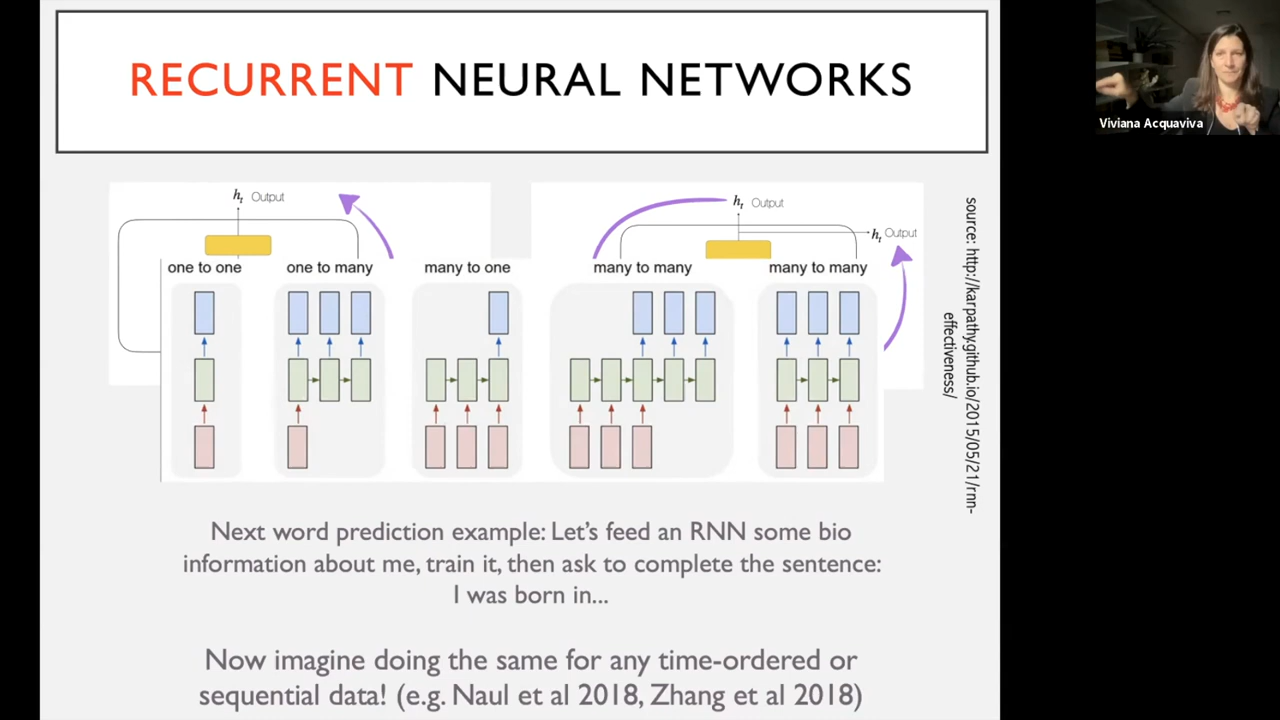 RECURRENT NEURAL NETWORKS
Viviana Acquaviva
hₜ Output
hₜ Output
hₜ Output
one to one
one to many
many to one
many to many
many to many
source: http://karpathy.github.io/2015/05/21/rnn-
effectiveness/
Next word prediction example: Let's feed an RNN some bio
information about me, train it, then ask to complete the sentence:
I was born in...
Now imagine doing the same for any time-ordered or
sequential data! (e.g. Naul et al 2018, Zhang et al 2018)